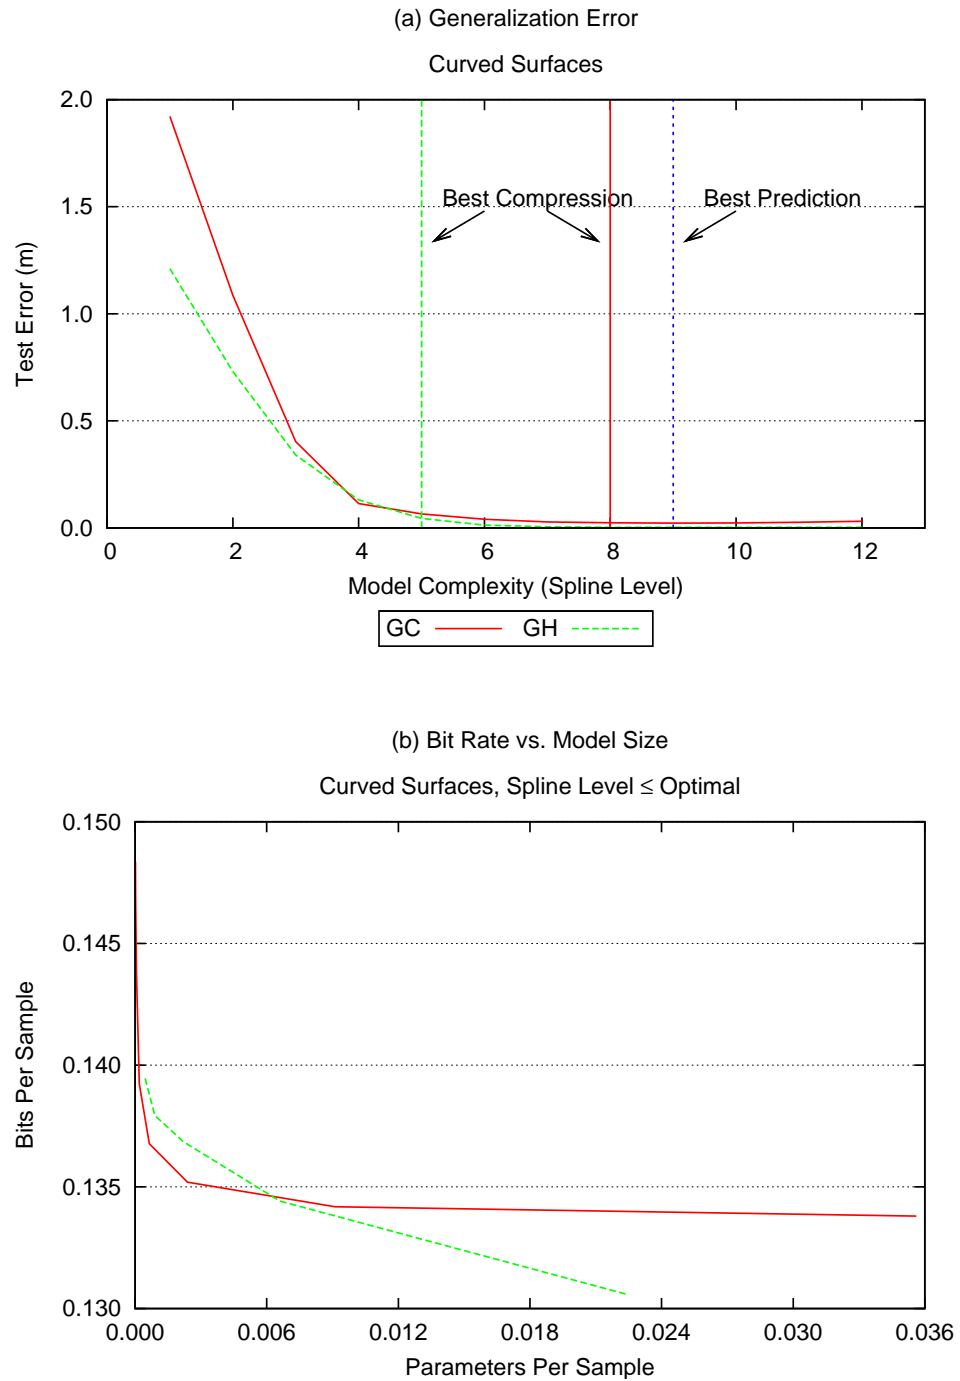 (a) Generalization Error
Curved Surfaces
2.0
1.5
1.0
0.5
0.0
Test Error (m)
Best Compression
Best Prediction
0 2 4 6 8 10 12
Model Complexity (Spline Level)
GC GH
(b) Bit Rate vs. Model Size
Curved Surfaces, Spline Level ≤ Optimal
0.150
0.145
0.140
0.135
0.130
Bits Per Sample
0.000 0.006 0.012 0.018 0.024 0.030 0.036
Parameters Per Sample